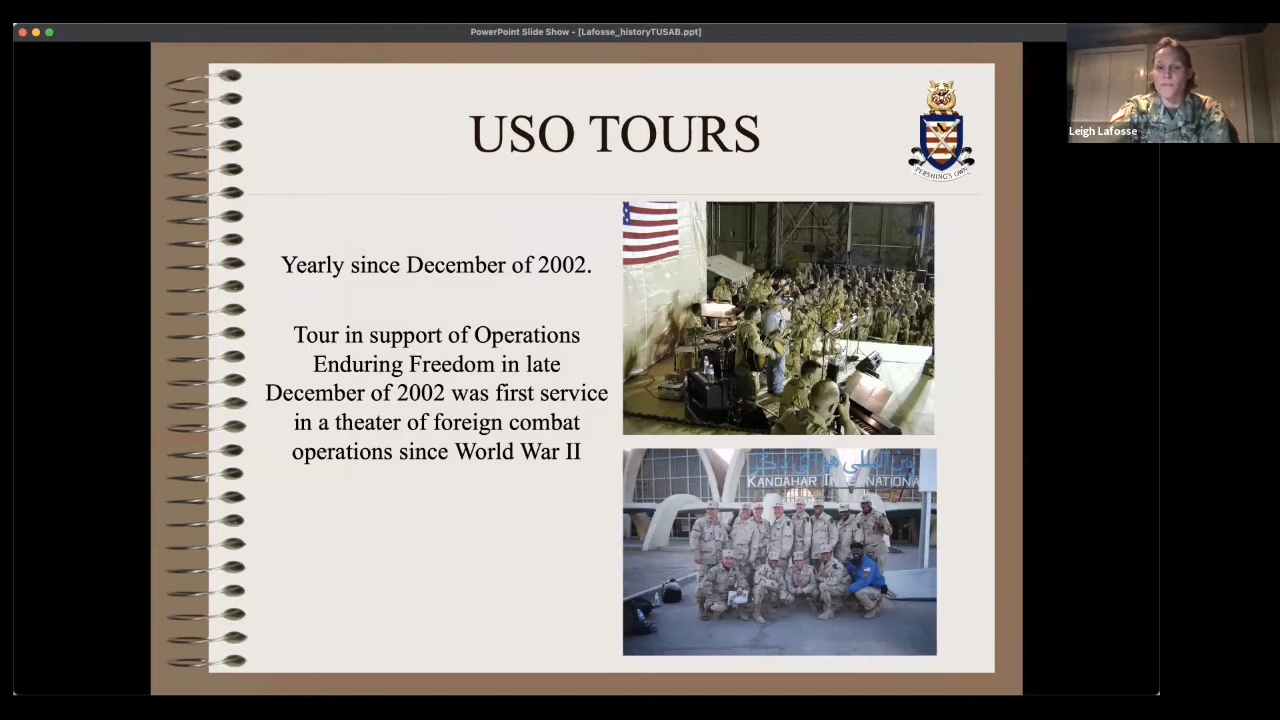 PowerPoint Slide Show - [Lafosse_historyTUSAB.ppt]
Leigh Lafosse
USO TOURS
PERSHING'S OWN
Yearly since December of 2002.
Tour in support of Operations
Enduring Freedom in late
December of 2002 was first service
in a theater of foreign combat
operations since World War II
KANDAHAR INTERNATIONA